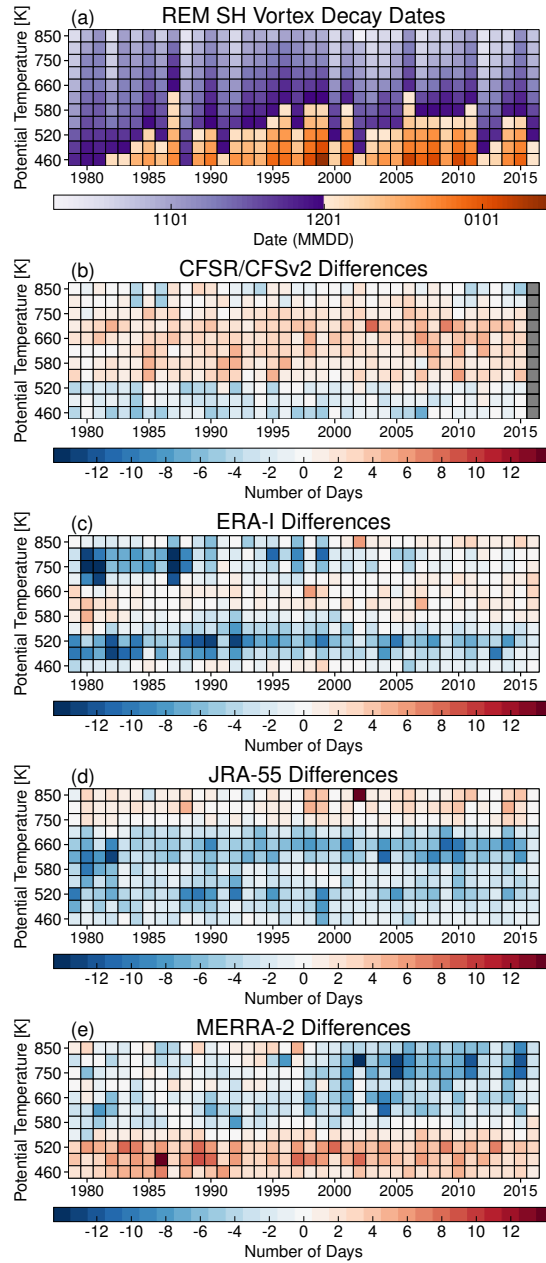 (a) REM SH Vortex Decay Dates
Potential Temperature [K]
850
750
660
580
520
460
1980 1985 1990 1995 2000 2005 2010 2015
1101 1201 0101
Date (MMDD)
(b) CFSR/CFSv2 Differences
Potential Temperature [K]
850
750
660
580
520
460
1980 1985 1990 1995 2000 2005 2010 2015
-12 -10 -8 -6 -4 -2 0 2 4 6 8 10 12
Number of Days
(c) ERA-I Differences
Potential Temperature [K]
850
750
660
580
520
460
1980 1985 1990 1995 2000 2005 2010 2015
-12 -10 -8 -6 -4 -2 0 2 4 6 8 10 12
Number of Days
(d) JRA-55 Differences
Potential Temperature [K]
850
750
660
580
520
460
1980 1985 1990 1995 2000 2005 2010 2015
-12 -10 -8 -6 -4 -2 0 2 4 6 8 10 12
Number of Days
(e) MERRA-2 Differences
Potential Temperature [K]
850
750
660
580
520
460
1980 1985 1990 1995 2000 2005 2010 2015
-12 -10 -8 -6 -4 -2 0 2 4 6 8 10 12
Number of Days